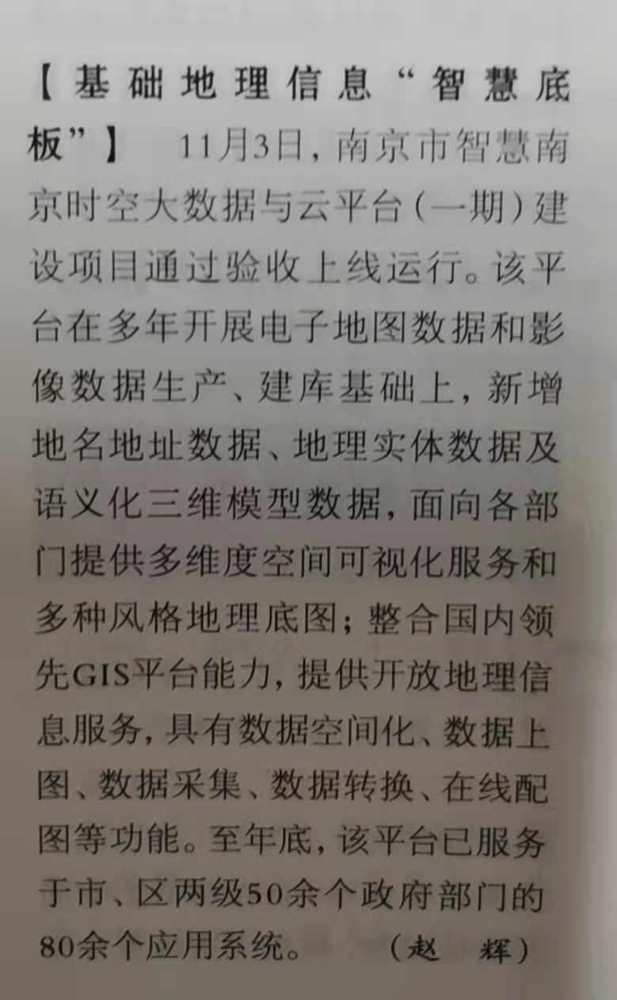 【基础地理信息“智慧底
板”】 11月3日，南京市智慧南
京时空大数据与云平台（一期）建
设项目通过验收上线运行。该平
台在多年开展电子地图数据和影
像数据生产、建库基础上，新增
地名地址数据、地理实体数据及
语义化三维模型数据，面向各部
门提供多维度空间可视化服务和
多种风格地理底图；整合国内领
先GIS平台能力，提供开放地理信
息服务，具有数据空间化、数据上
图、数据采集、数据转换、在线配
图等功能。至年底，该平台已服务
于市、区两级50余个政府部门的
80余个应用系统。 （赵 辉）